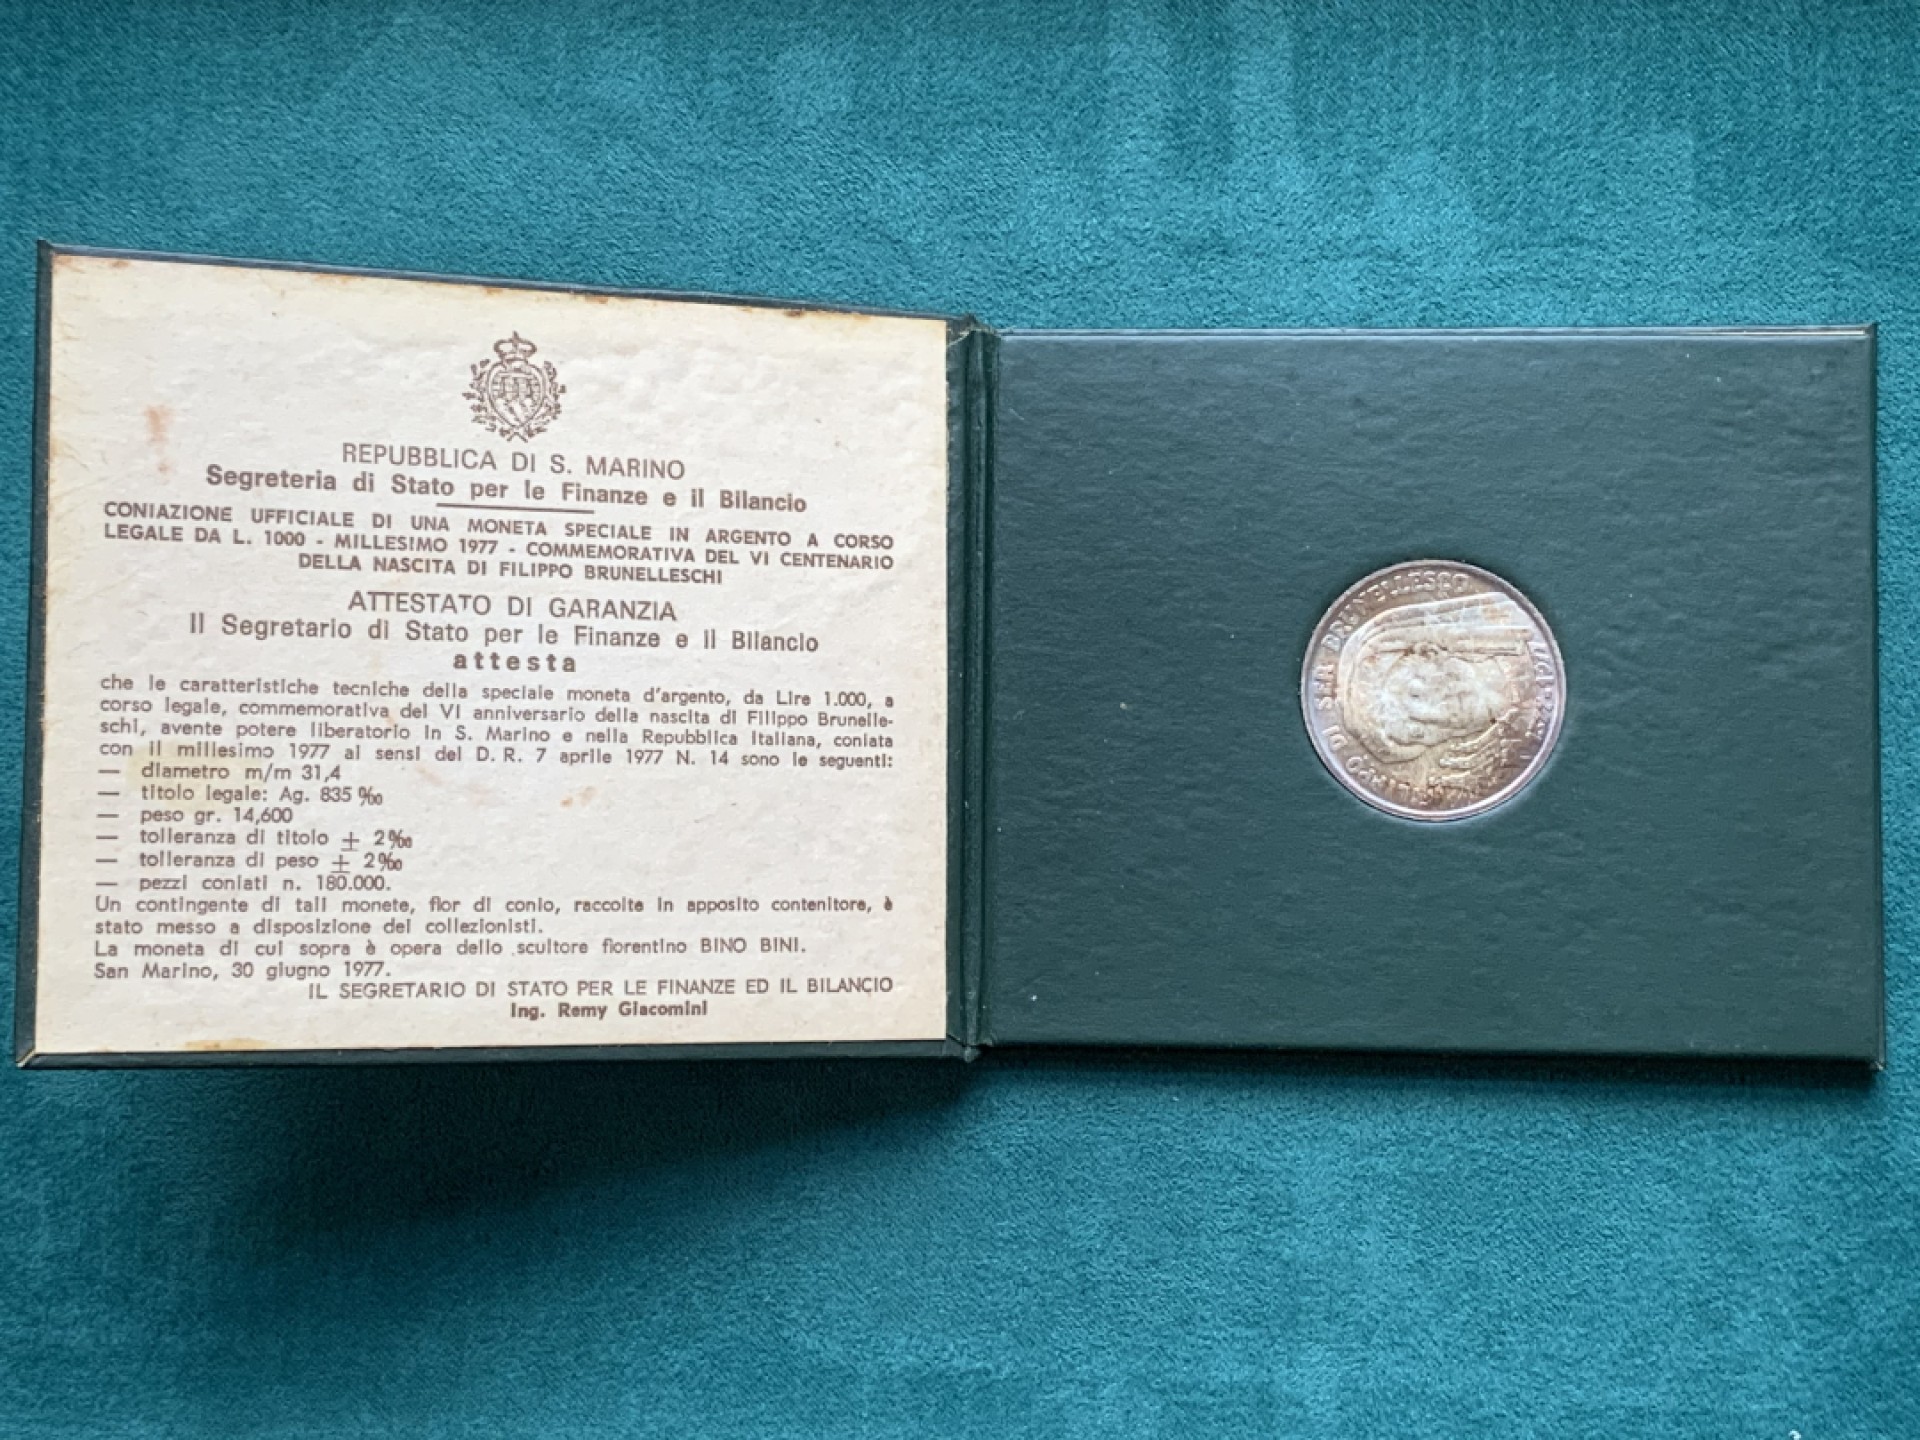 REPUBBLICA DI S. MARINO
Segreteria di Stato per le Finanze e il Bilancio
CONIAZIONE UFFICIALE DI UNA MONETA SPECIALE IN ARGENTO A CORSO
LEGALE DA L. 1000 - MILLESIMO 1977 - COMMEMORATIVA DEL VI CENTENARIO
DELLA NASCITA DI FILIPPO BRUNELLESCHI
ATTESTATO DI GARANZIA
Il Segretario di Stato per le Finanze e il Bilancio
attesta
che le caratteristiche tecniche della speciale moneta d'argento, da Lire 1.000, a
corso legale, commemorativa del VI anniversario della nascita di Filippo Brunelle-
schi, avente potere liberatorio in S. Marino e nella Repubblica Italiana, coniata
con il millesimo 1977 ai sensi del D. R. 7 aprile 1977 N. 14 sono le seguenti:
— diametro m/m 31,4
— titolo legale: Ag. 835 ‰
— peso gr. 14,600
— tolleranza di titolo ± 2‰
— tolleranza di peso ± 2‰
— pezzi coniati n. 180.000.
Un contingente di tali monete, fior di conio, raccolte in apposito contenitore, è
stato messo a disposizione dei collezionisti.
La moneta di cui sopra è opera dello scultore fiorentino BINO BINI.
San Marino, 30 giugno 1977.
IL SEGRETARIO DI STATO PER LE FINANZE ED IL BILANCIO
Ing. Remy Giacomini
DI SER BRUNELLESCO